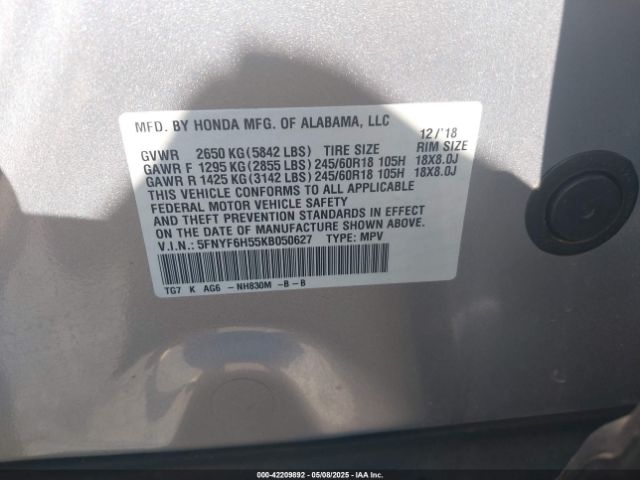 MFD. BY HONDA MFG. OF ALABAMA, LLC 12/'18
GVWR 2650 KG (5842 LBS) TIRE SIZE RIM SIZE
GAWR F 1295 KG (2855 LBS) 245/60R18 105H 18X8.0J
GAWR R 1425 KG (3142 LBS) 245/60R18 105H 18X8.0J
THIS VEHICLE CONFORMS TO ALL APPLICABLE
FEDERAL MOTOR VEHICLE SAFETY
AND THEFT PREVENTION STANDARDS IN EFFECT
ON THE DATE OF MANUFACTURE SHOWN ABOVE.
V.I.N.: 5FNYF6H55KB050627 TYPE: MPV
TG7 K AG6 -NH830M -B-B
000-42209892 - 05/08/2025 - IAAI Inc.